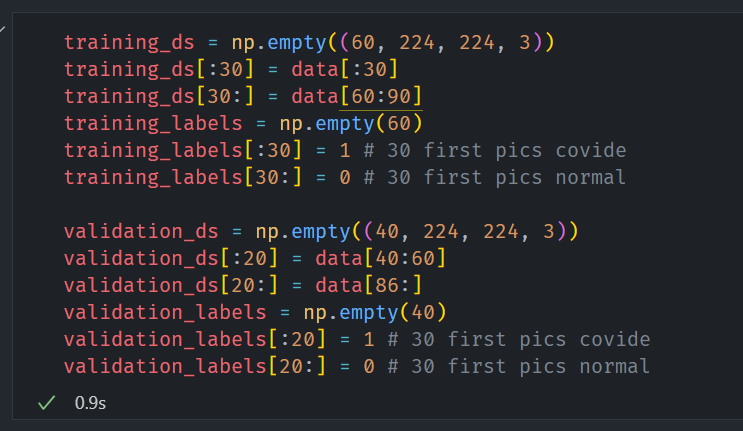 training_ds = np.empty((60, 224, 224, 3))
training_ds[:30] = data[:30]
training_ds[30:] = data[60:90]
training_labels = np.empty(60)
training_labels[:30] = 1 # 30 first pics covide
training_labels[30:] = 0 # 30 first pics normal
validation_ds = np.empty((40, 224, 224, 3))
validation_ds[:20] = data[40:60]
validation_ds[20:] = data[86:]
validation_labels = np.empty(40)
validation_labels[:20] = 1 # 30 first pics covide
validation_labels[20:] = 0 # 30 first pics normal
0.9s